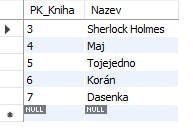 PK_Kniha Nazev
3 Sherlock Holmes
4 Maj
5 Tojejedno
6 Korán
7 Dasenka
NULL NULL